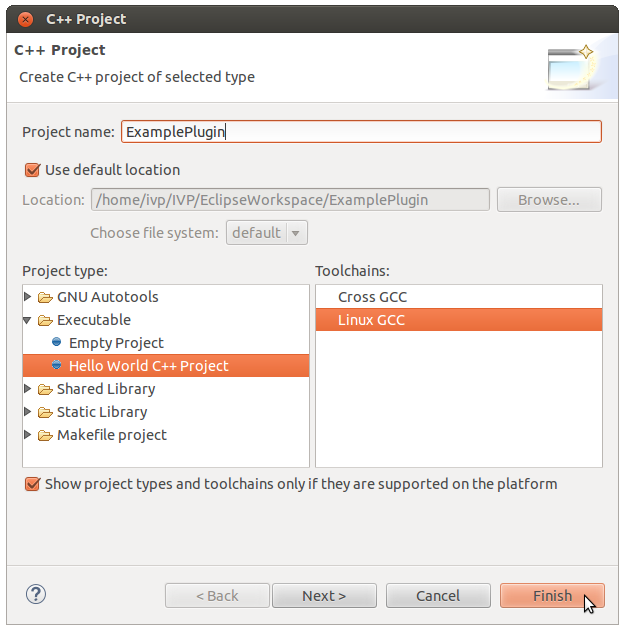 C++ Project
C++ Project
Create C++ project of selected type
Project name: ExamplePlugin
Use default location
Location: /home/ivp/IVP/EclipseWorkspace/ExamplePlugin Browse...
Choose file system: default
Project type: Toolchains:
GNU Autotools Cross GCC
Executable Linux GCC
Empty Project
Hello World C++ Project
Shared Library
Static Library
Makefile project
Show project types and toolchains only if they are supported on the platform
? < Back Next > Cancel Finish